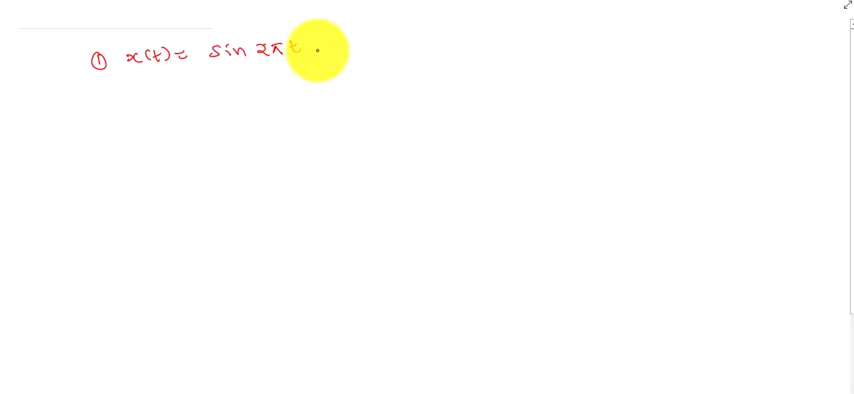 ① x(t) = sin 2πt